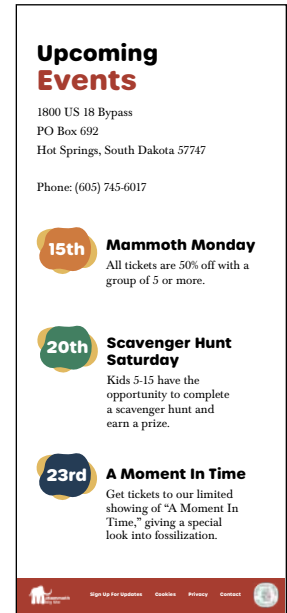 Upcoming
Events
1800 US 18 Bypass
PO Box 692
Hot Springs, South Dakota 57747
Phone: (605) 745-6017
15th
Mammoth Monday
All tickets are 50% off with a
group of 5 or more.
20th
Scavenger Hunt
Saturday
Kids 5-15 have the
opportunity to complete
a scavenger hunt and
earn a prize.
23rd
A Moment In Time
Get tickets to our limited
showing of “A Moment In
Time,” giving a special
look into fossilization.
Sign Up For Updates Cookies Privacy Contact